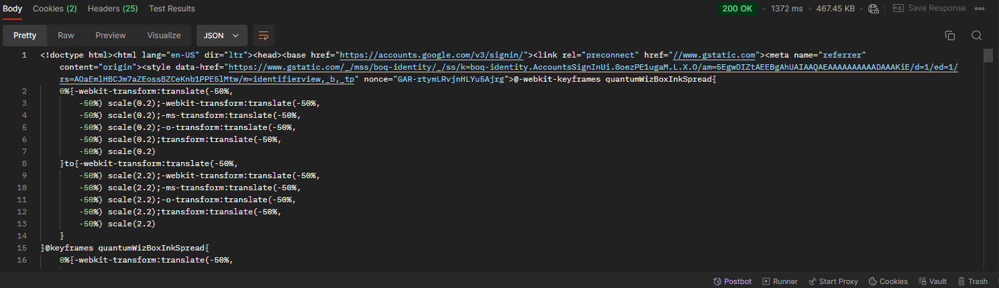 Body Cookies (2) Headers (25) Test Results 200 OK • 1372 ms • 467.45 KB • e.g. Save Response
Pretty Raw Preview Visualize JSON
1 <!doctype html><html lang="en-US" dir="ltr"><head><base href="https://accounts.google.com/v3/signin/"><link rel="preconnect" href="//www.gstatic.com"><meta name="referrer"
content="origin"><style data-href="https://www.gstatic.com/_/mss/boq-identity/_/ss/k=boq-identity.AccountsSignInUi.8oezPE1ugaM.L.X.O/am=5EgwDIZtAEEBgAhUAIAAQAEAAAAAAAAAADAAAKiE/d=1/ed=1/
rs=AOaEmlHBCJm7aZEossBZCeKnb1PPE5lMtw/m=identifierview,_b,_tp" nonce="GAR-rtymLRvjnHLYu5Ajrg">@-webkit-keyframes quantumWizBoxInkSpread{
2 0%{-webkit-transform:translate(-50%,
3 -50%) scale(0.2);-webkit-transform:translate(-50%,
4 -50%) scale(0.2);-ms-transform:translate(-50%,
5 -50%) scale(0.2);-o-transform:translate(-50%,
6 -50%) scale(0.2);transform:translate(-50%,
7 -50%) scale(0.2)
8 }to{-webkit-transform:translate(-50%,
9 -50%) scale(2.2);-webkit-transform:translate(-50%,
10 -50%) scale(2.2);-ms-transform:translate(-50%,
11 -50%) scale(2.2);-o-transform:translate(-50%,
12 -50%) scale(2.2);transform:translate(-50%,
13 -50%) scale(2.2)
14 }
15 }@keyframes quantumWizBoxInkSpread{
16 0%{-webkit-transform:translate(-50%,
Postbot Runner Start Proxy Cookies Vault Trash